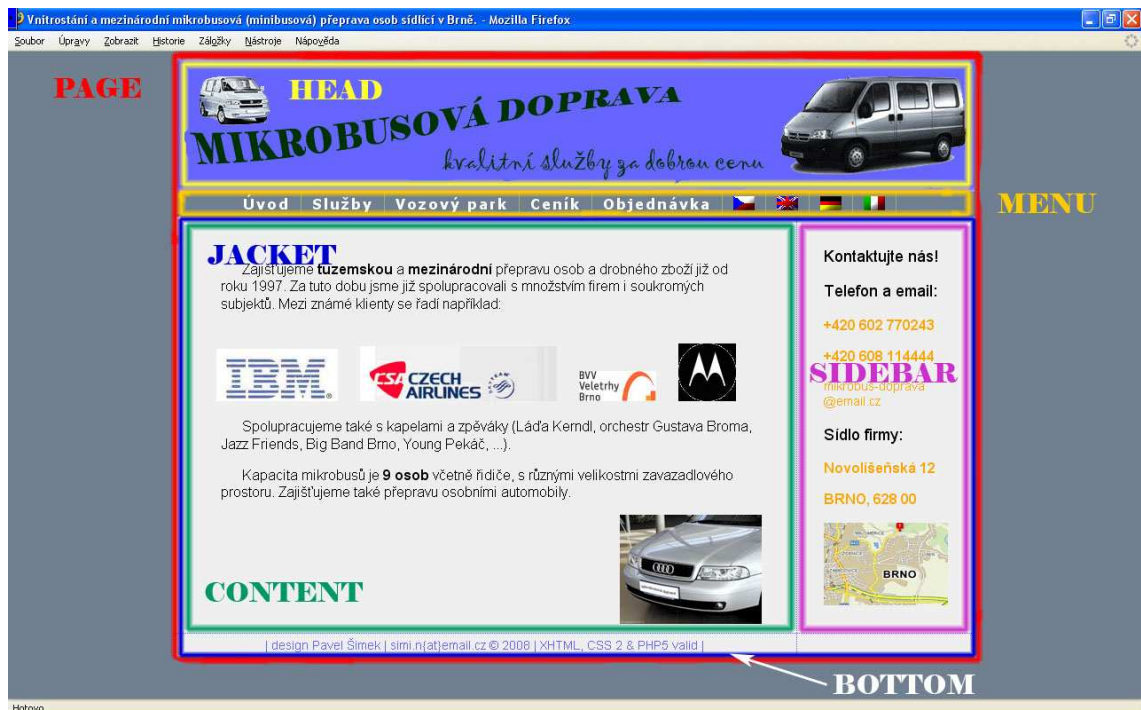 Vnitrostání a mezinárodní mikrobusová (minibusová) přeprava osob sídlící v Brně. - Mozilla Firefox
Soubor Úpravy Zobrazit Historie Záložky Nástroje Nápověda
PAGE
HEAD
MIKROBUSOVÁ DOPRAVA
kvalitní služby za dobrou cenu
Úvod Služby Vozový park Ceník Objednávka
MENU
JACKET
Zajišťujeme tuzemskou a mezinárodní přepravu osob a drobného zboží již od
roku 1997. Za tuto dobu jsme již spolupracovali s množstvím firem i soukromých
subjektů. Mezi známé klienty se řadí například:
IBM
CSA CZECH
AIRLINES
BVV
Veletrhy
Brno
Spolupracujeme také s kapelami a zpěváky (Láďa Kerndl, orchestr Gustava Broma,
Jazz Friends, Big Band Brno, Young Pekáč, ...).
Kapacita mikrobusů je 9 osob včetně řidiče, s různými velikostmi zavazadlového
prostoru. Zajišťujeme také přepravu osobními automobily.
CONTENT
Kontaktujte nás!
Telefon a email:
+420 602 770243
+420 608 114444
SIDEBAR
mikrobus-doprava
@email.cz
Sídlo firmy:
Novolíšeňská 12
BRNO, 628 00
BRNO
| design Pavel Šimek | simi.n{at}email.cz © 2008 | XHTML, CSS 2 & PHP5 valid |
BOTTOM
Hotovo